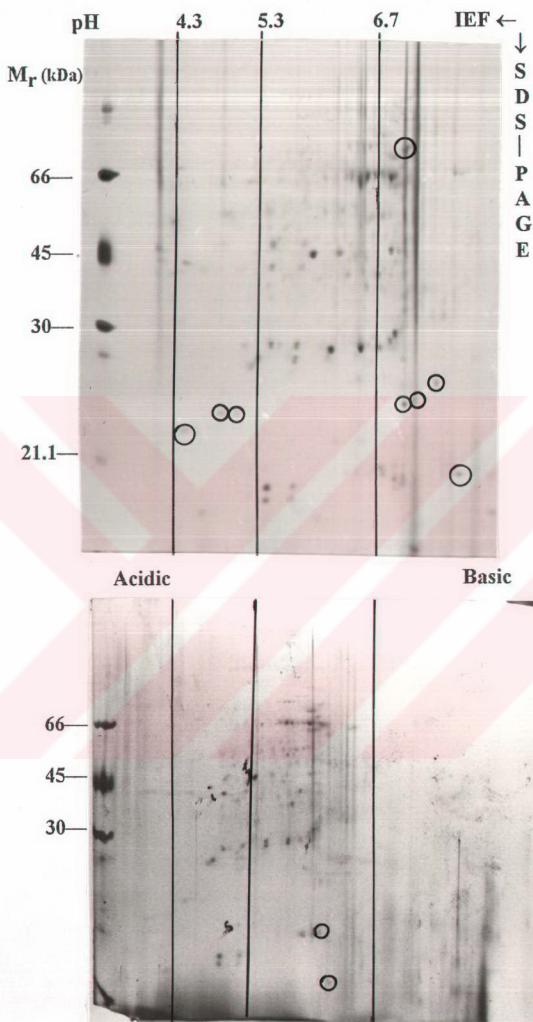 pH 4.3 5.3 6.7 IEF ←
Mr (kDa)
↓
S
D
S
|
P
A
G
E
66—
45—
30—
21.1—
Acidic Basic
66—
45—
30—